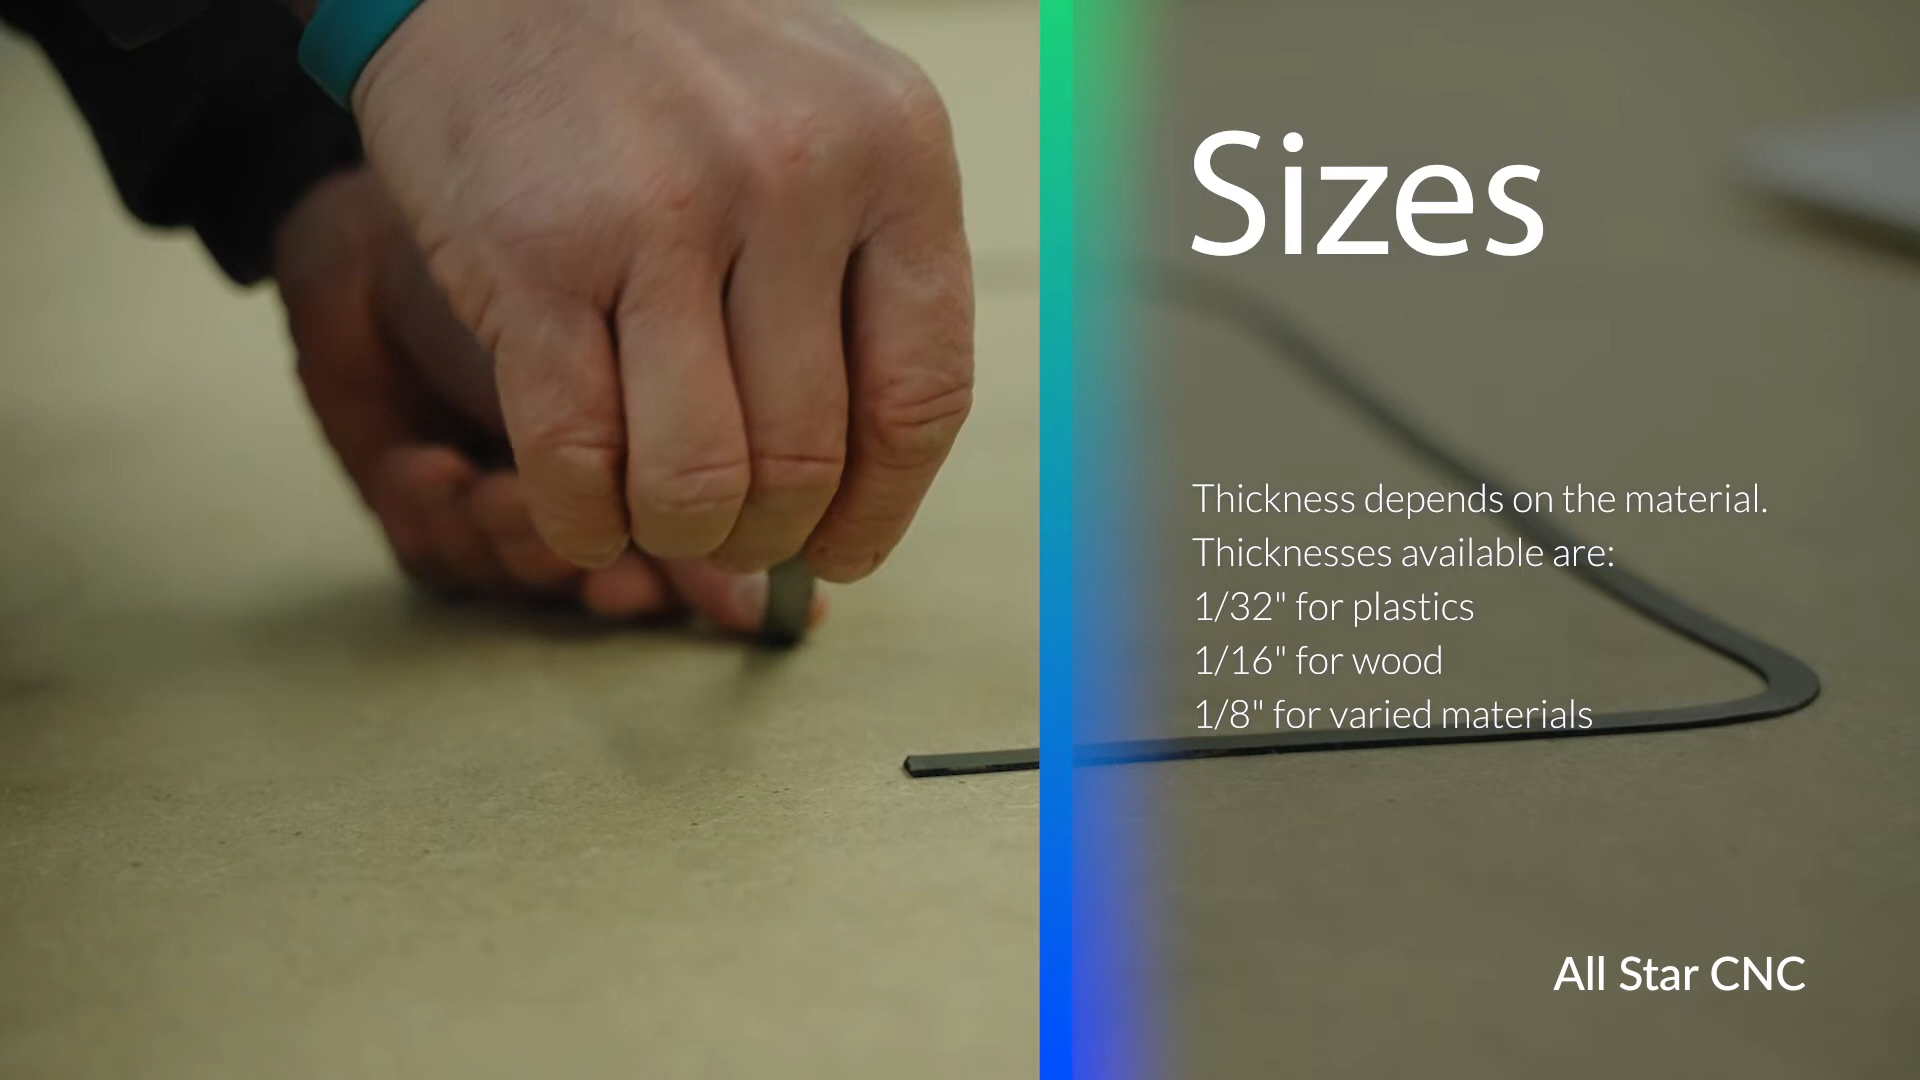 Sizes
Thickness depends on the material.
Thicknesses available are:
1/32" for plastics
1/16" for wood
1/8" for varied materials
All Star CNC